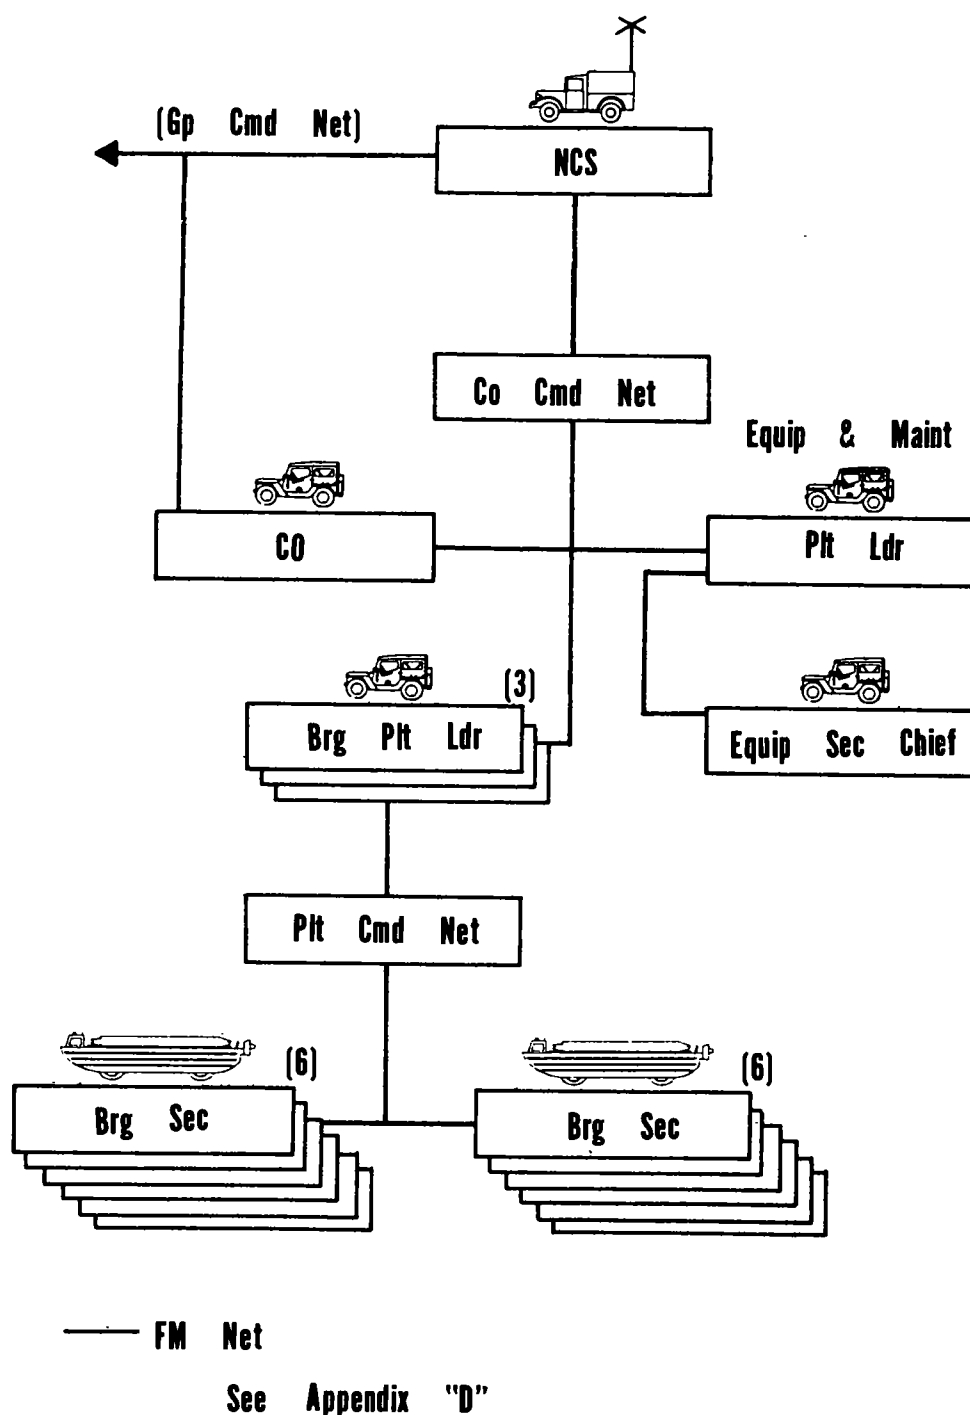 (Gp Cmd Net)
NCS
Co Cmd Net
Equip & Maint
CO
Plt Ldr
(3)
Brg Plt Ldr
Equip Sec Chief
Plt Cmd Net
(6)
Brg Sec
(6)
Brg Sec
FM Net
See Appendix "D"